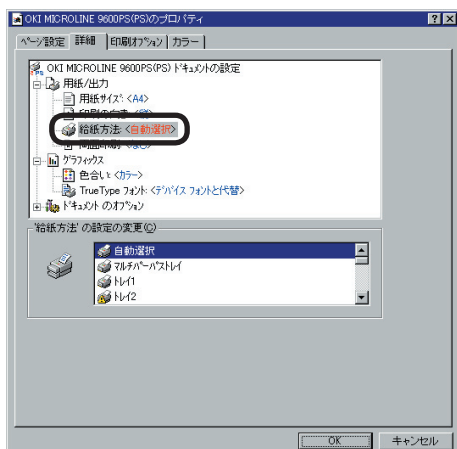 OKI MICROLINE 9600PS(PS)のプロパティ
ページ設定 詳細 印刷オプション カラー
OKI MICROLINE 9600PS(PS) ドキュメントの設定
用紙/出力
用紙サイズ: <A4>
給紙方法: <自動選択>
グラフィックス
色合い: <カラー>
TrueType フォント: <デバイス フォントと代替>
ドキュメント のオプション
'給紙方法' の設定の変更(C)
自動選択
マルチパーパストレイ
トレイ1
トレイ2
OK キャンセル